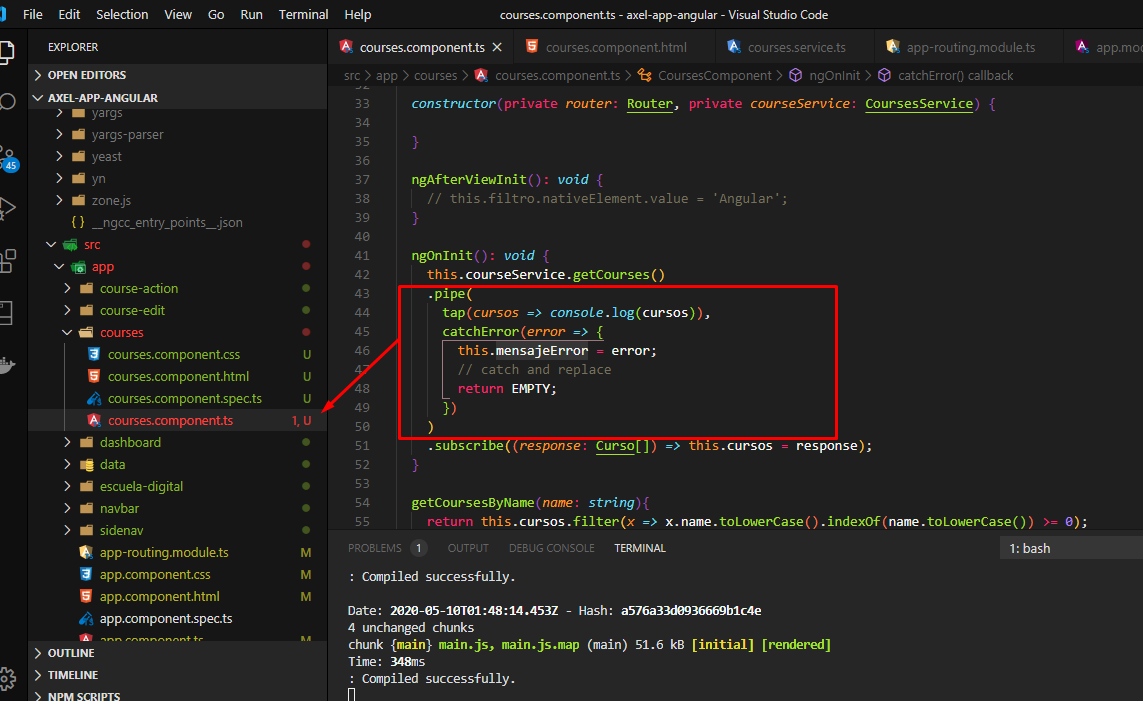 File Edit Selection View Go Run Terminal Help courses.component.ts - axel-app-angular - Visual Studio Code
EXPLORER
OPEN EDITORS
AXEL-APP-ANGULAR
yargs
yargs-parser
yeast
yn
zone.js
{ } __ngcc_entry_points__.json
src
app
course-action
course-edit
courses
courses.component.css U
courses.component.html U
courses.component.spec.ts U
courses.component.ts 1, U
dashboard
data
escuela-digital
navbar
sidenav
app-routing.module.ts M
app.component.css M
app.component.html M
app.component.spec.ts
app.component.ts M
OUTLINE
TIMELINE
NPM SCRIPTS
45
courses.component.ts courses.component.html courses.service.ts app-routing.module.ts app.mo
src > app > courses > courses.component.ts > CoursesComponent > ngOnInit > catchError() callback
32
33 constructor(private router: Router, private courseService: CoursesService) {
34
35 }
36
37 ngAfterViewInit(): void {
38 // this.filtro.nativeElement.value = 'Angular';
39 }
40
41 ngOnInit(): void {
42 this.courseService.getCourses()
43 .pipe(
44 tap(cursos => console.log(cursos)),
45 catchError(error => {
46 this.mensajeError = error;
47 // catch and replace
48 return EMPTY;
49 })
50 )
51 .subscribe((response: Curso[]) => this.cursos = response);
52 }
53
54 getCoursesByName(name: string){
55 return this.cursos.filter(x => x.name.toLowerCase().indexOf(name.toLowerCase()) >= 0);
PROBLEMS 1 OUTPUT DEBUG CONSOLE TERMINAL 1: bash
: Compiled successfully.
Date: 2020-05-10T01:48:14.453Z - Hash: a576a33d0936669b1c4e
4 unchanged chunks
chunk {main} main.js, main.js.map (main) 51.6 kB [initial] [rendered]
Time: 348ms
: Compiled successfully.